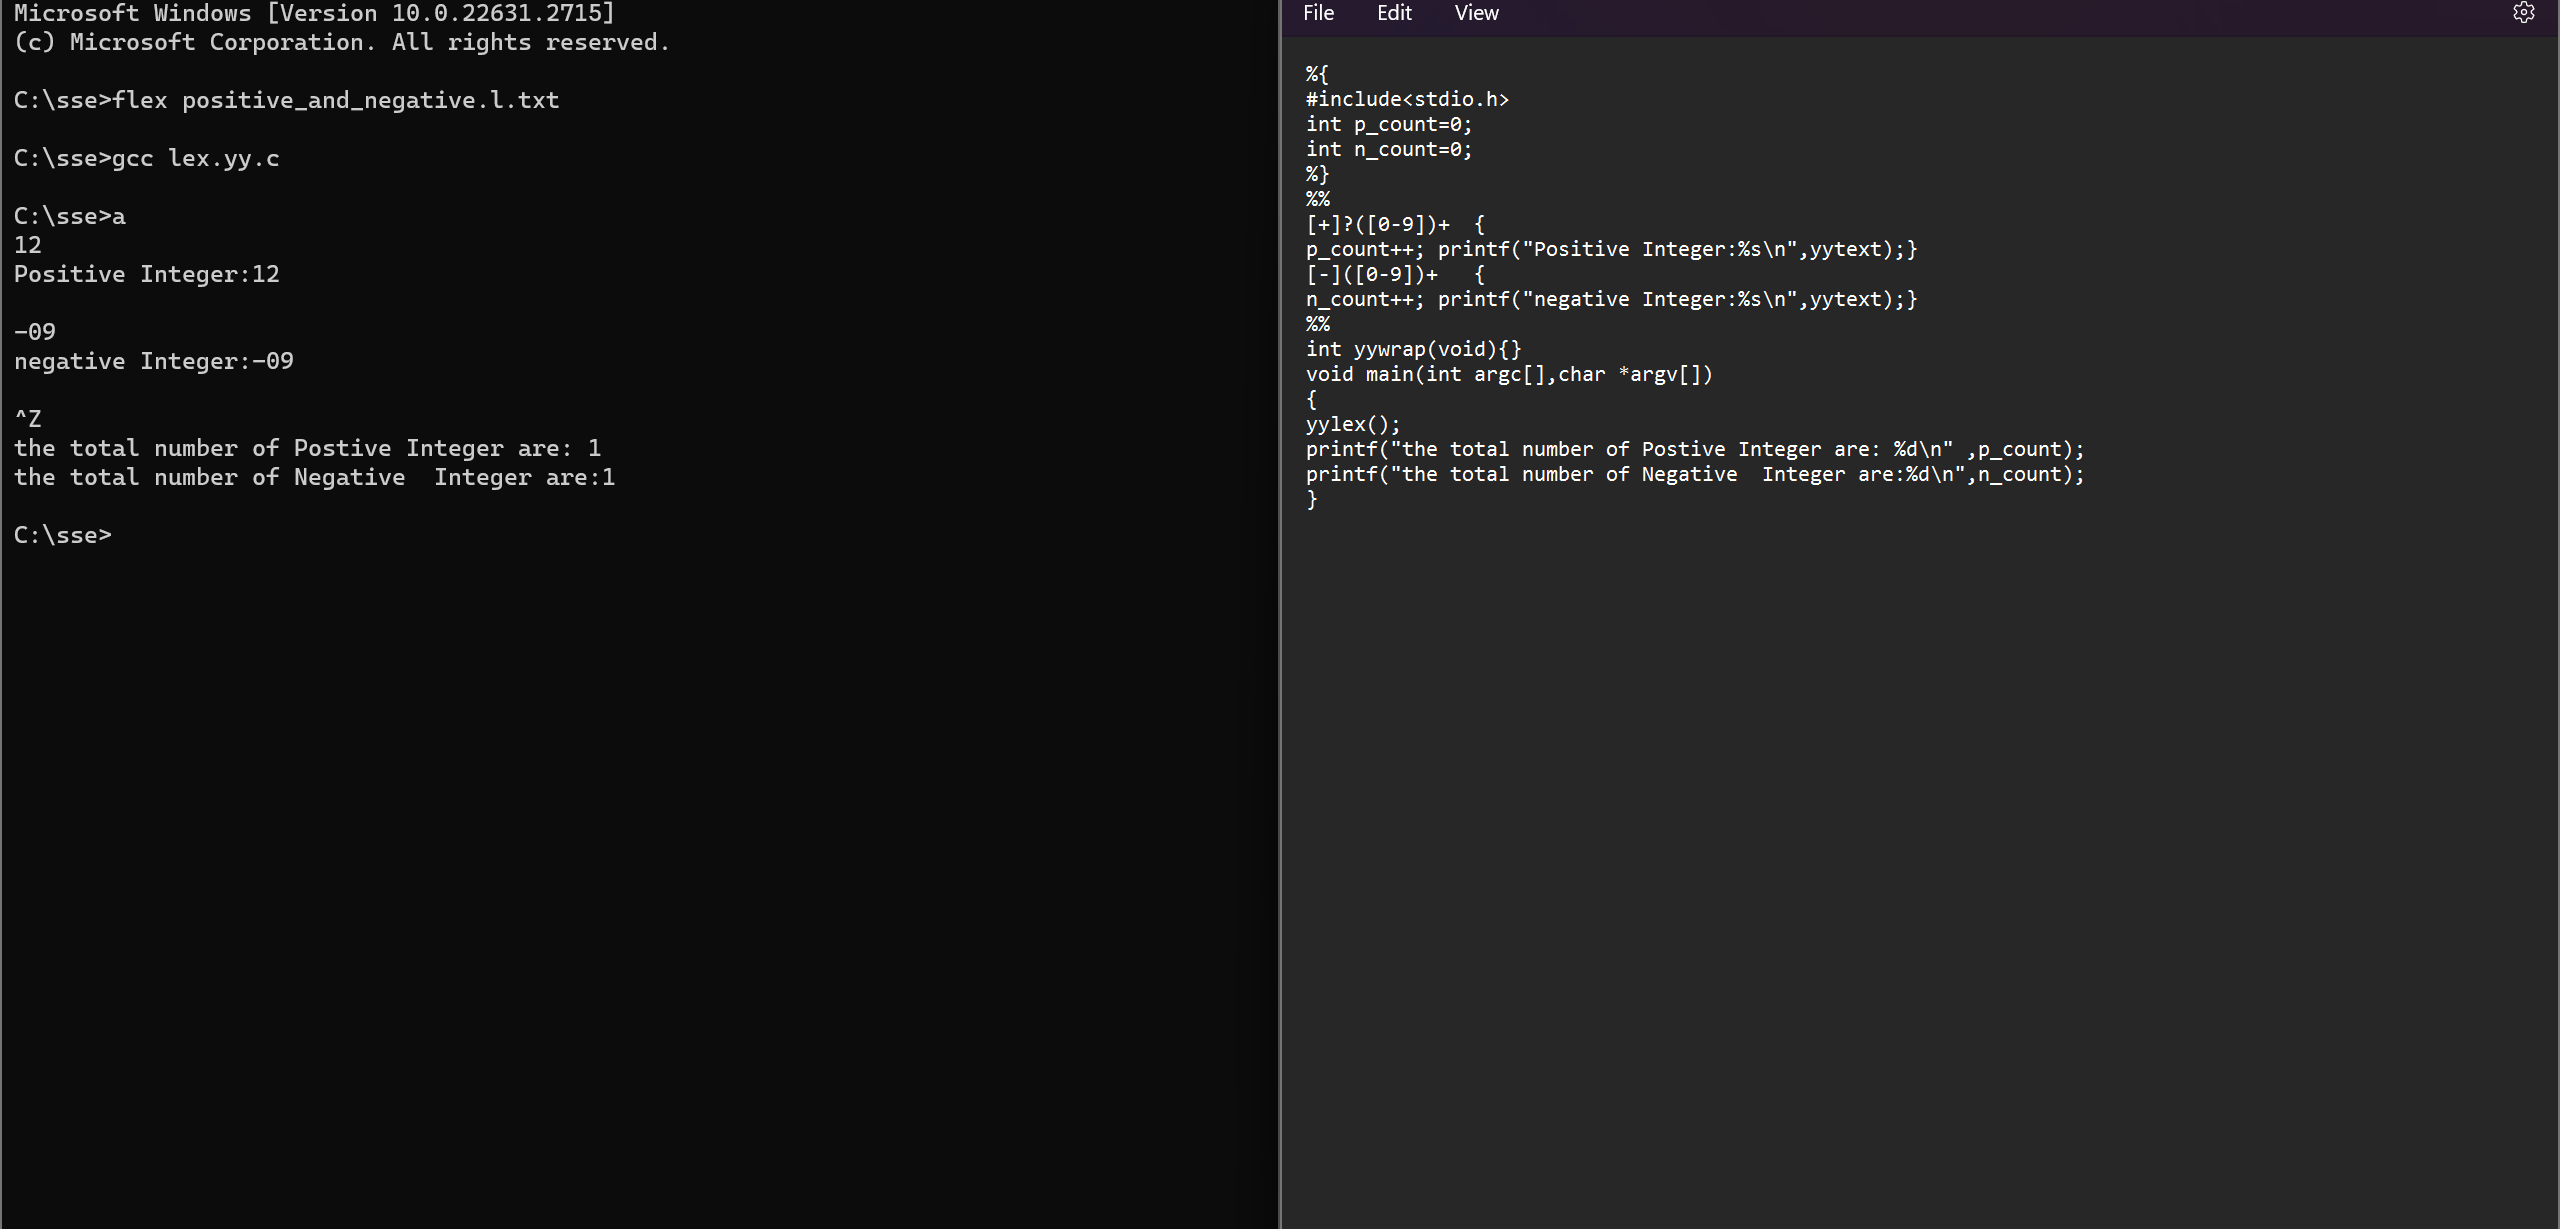 Microsoft Windows [Version 10.0.22631.2715]
(c) Microsoft Corporation. All rights reserved.
C:\sse>flex positive_and_negative.l.txt
C:\sse>gcc lex.yy.c
C:\sse>a
12
Positive Integer:12
-09
negative Integer:-09
^Z
the total number of Postive Integer are: 1
the total number of Negative  Integer are:1
C:\sse>
File Edit View
%{
#include<stdio.h>
int p_count=0;
int n_count=0;
%}
%%
[+]?([0-9])+  {
p_count++; printf("Positive Integer:%s\n",yytext);}
[-]([0-9])+   {
n_count++; printf("negative Integer:%s\n",yytext);}
%%
int yywrap(void){}
void main(int argc[],char *argv[])
{
yylex();
printf("the total number of Postive Integer are: %d\n" ,p_count);
printf("the total number of Negative  Integer are:%d\n",n_count);
}